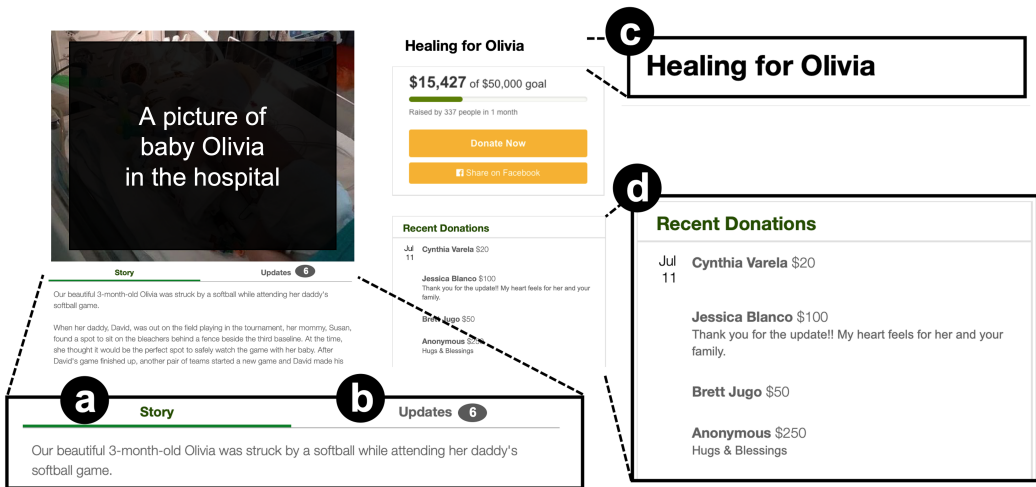 A picture of
baby Olivia
in the hospital
Healing for Olivia
$15,427 of $50,000 goal
Raised by 337 people in 1 month
Donate Now
Share on Facebook
Recent Donations
Jul
11
Cynthia Varela $20
Jessica Blanco $100
Thank you for the update!! My heart feels for her and your
family.
Brett Jugo $50
Anonymous $250
Hugs & Blessings
Story
Updates 6
Our beautiful 3-month-old Olivia was struck by a softball while attending her daddy's
softball game.
When her daddy, David, was out on the field playing in the tournament, her mommy, Susan,
found a spot to sit on the bleachers behind a fence beside the third baseline. At the time,
she thought it would be the perfect spot to safely watch the game with her baby. After
David's game finished up, another pair of teams started a new game and David made his
c
Healing for Olivia
d
Recent Donations
Jul
11
Cynthia Varela $20
Jessica Blanco $100
Thank you for the update!! My heart feels for her and your
family.
Brett Jugo $50
Anonymous $250
Hugs & Blessings
a
Story
b
Updates 6
Our beautiful 3-month-old Olivia was struck by a softball while attending her daddy's
softball game.